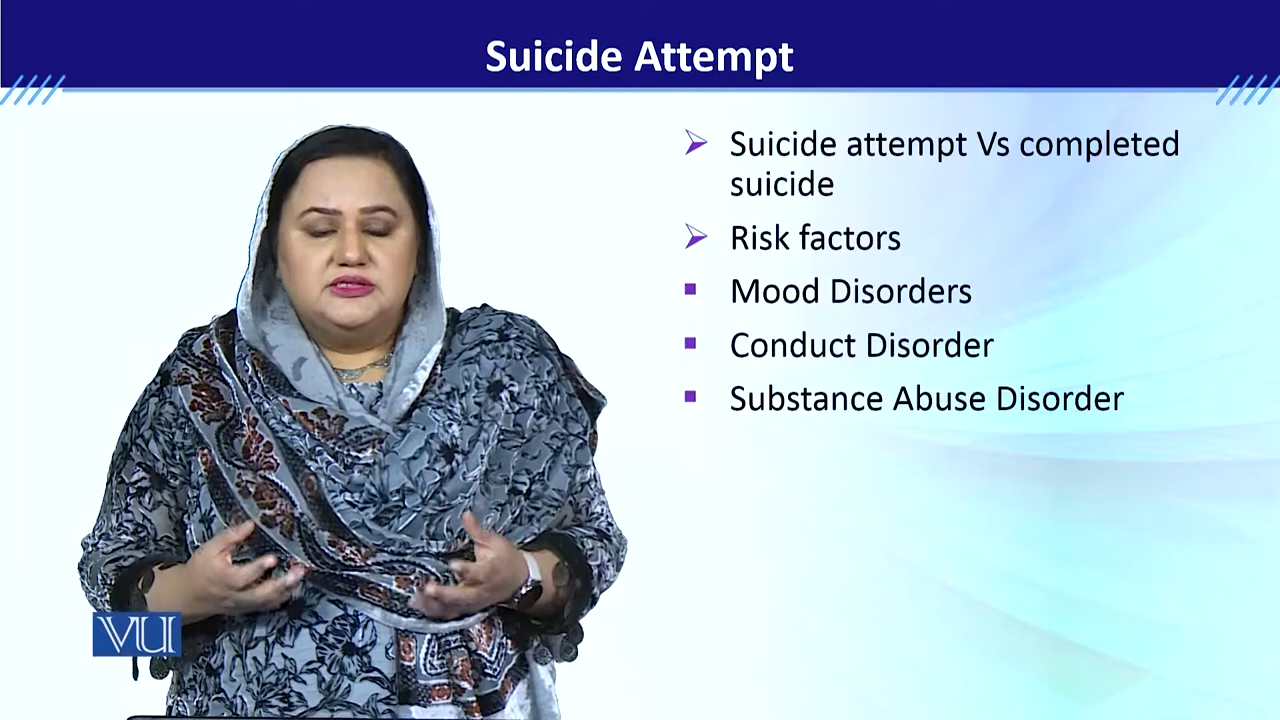 Suicide Attempt
Suicide attempt Vs completed
suicide
Risk factors
Mood Disorders
Conduct Disorder
Substance Abuse Disorder
VU